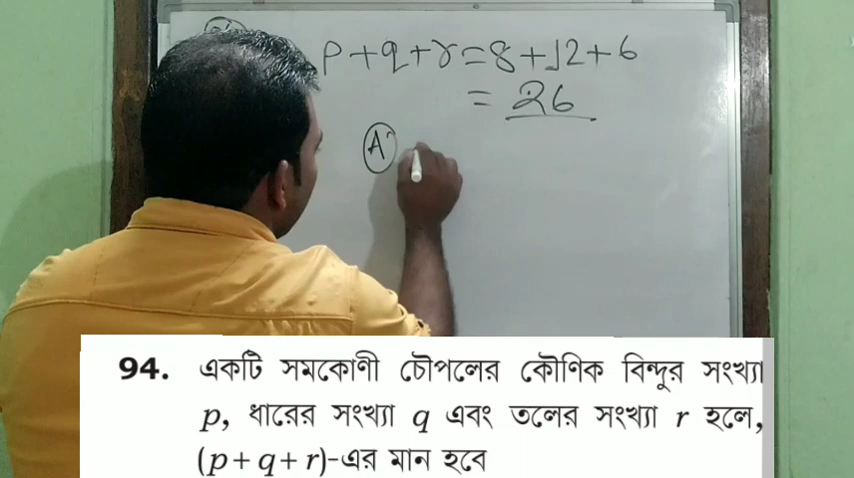 p+q+r=8+12+6
= 26
A
94. একটি সমকোণী চৌপলের কৌণিক বিন্দুর সংখ্যা
p, ধারের সংখ্যা q এবং তলের সংখ্যা r হলে,
(p+q+r)-এর মান হবে